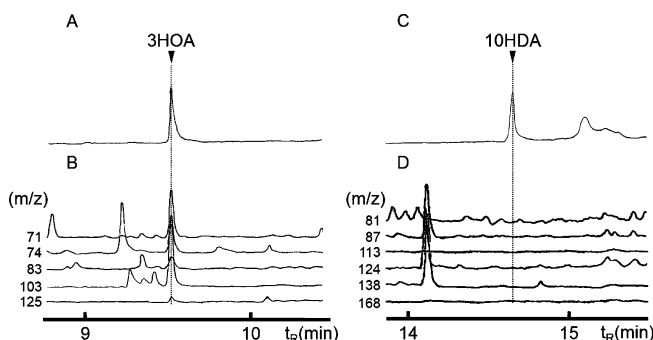 A
3HOA
B
(m/z)
71
74
83
103
125
9
10
tR(min)
C
10HDA
D
(m/z)
81
87
113
124
138
168
14
15
tR(min)